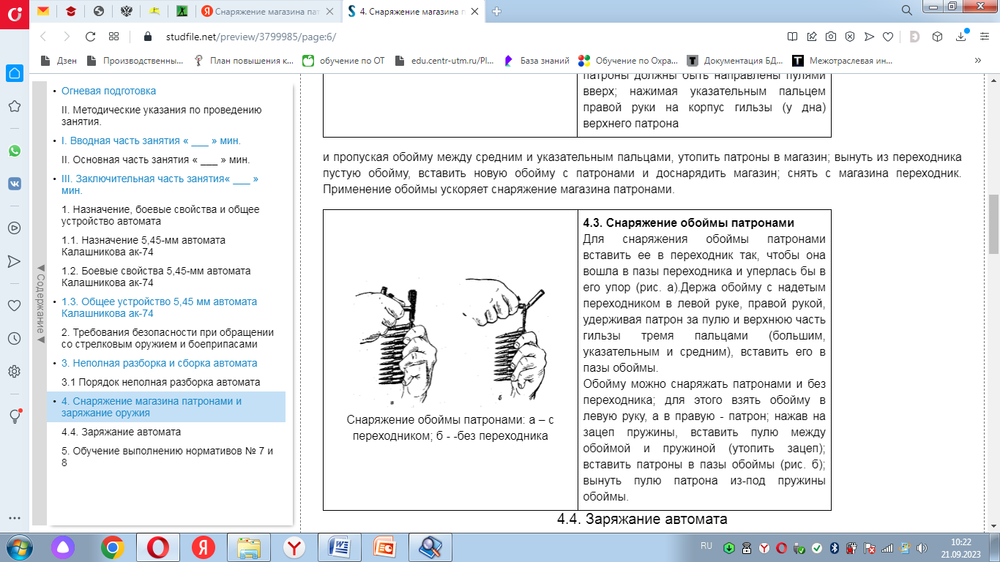 Снаряжение магазина пат
4. Снаряжение магазина п
studfile.net/preview/3799985/page:6/
Дзен
Производственны...
План повышения к...
обучение по ОТ
edu.centr-utm.ru/Pl...
База знаний
Обучение по Охра...
Документация БД...
Межотраслевая ин...
»
◀ Содержание ◀
• Огневая подготовка
II. Методические указания по проведению
занятия.
• I. Вводная часть занятия « ___ » мин.
II. Основная часть занятия « ___ » мин.
• III. Заключительная часть занятия« ___ »
мин.
1. Назначение, боевые свойства и общее
устройство автомата
1.1. Назначение 5,45-мм автомата
Калашникова ак-74
1.2. Боевые свойства 5,45-мм автомата
Калашникова ак-74
• 1.3. Общее устройство 5,45 мм автомата
Калашникова ак-74
2. Требования безопасности при обращении
со стрелковым оружием и боеприпасами
• 3. Неполная разборка и сборка автомата
3.1 Порядок неполная разборка автомата
• 4. Снаряжение магазина патронами и
заряжание оружия
4.4. Заряжание автомата
5. Обучение выполнению нормативов № 7 и
8
патроны должны быть направлены пулями
вверх; нажимая указательным пальцем
правой руки на корпус гильзы (у дна)
верхнего патрона
и пропуская обойму между средним и указательным пальцами, утопить патроны в магазин; вынуть из переходника
пустую обойму, вставить новую обойму с патронами и доснарядить магазин; снять с магазина переходник.
Применение обоймы ускоряет снаряжение магазина патронами.
а
б
Снаряжение обоймы патронами: а – с
переходником; б - -без переходника
4.3. Снаряжение обоймы патронами
Для снаряжения обоймы патронами
вставить ее в переходник так, чтобы она
вошла в пазы переходника и уперлась бы в
его упор (рис. а).Держа обойму с надетым
переходником в левой руке, правой рукой,
удерживая патрон за пулю и верхнюю часть
гильзы тремя пальцами (большим,
указательным и средним), вставить его в
пазы обоймы.
Обойму можно снаряжать патронами и без
переходника; для этого взять обойму в
левую руку, а в правую - патрон; нажав на
зацеп пружины, вставить пулю между
обоймой и пружиной (утопить зацеп);
вставить патроны в пазы обоймы (рис. б);
вынуть пулю патрона из-под пружины
обоймы.
4.4. Заряжание автомата
RU
10:22
21.09.2023